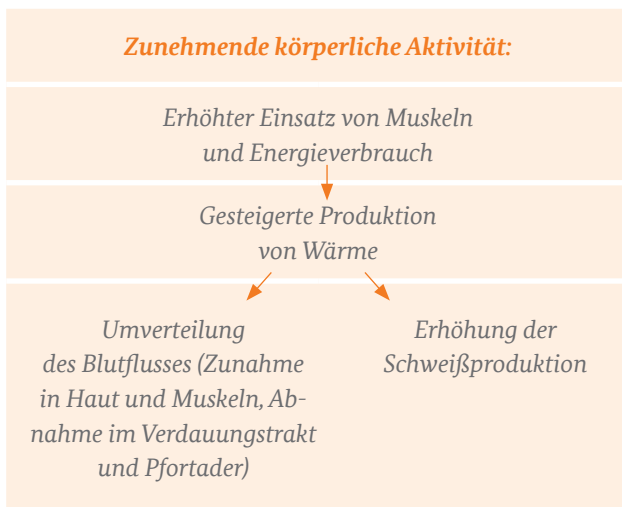 Zunehmende körperliche Aktivität:
Erhöhter Einsatz von Muskeln
und Energieverbrauch
Gesteigerte Produktion
von Wärme
Umverteilung
des Blutflusses (Zunahme
in Haut und Muskeln, Ab-
nahme im Verdauungstrakt
und Pfortader)
Erhöhung der
Schweißproduktion